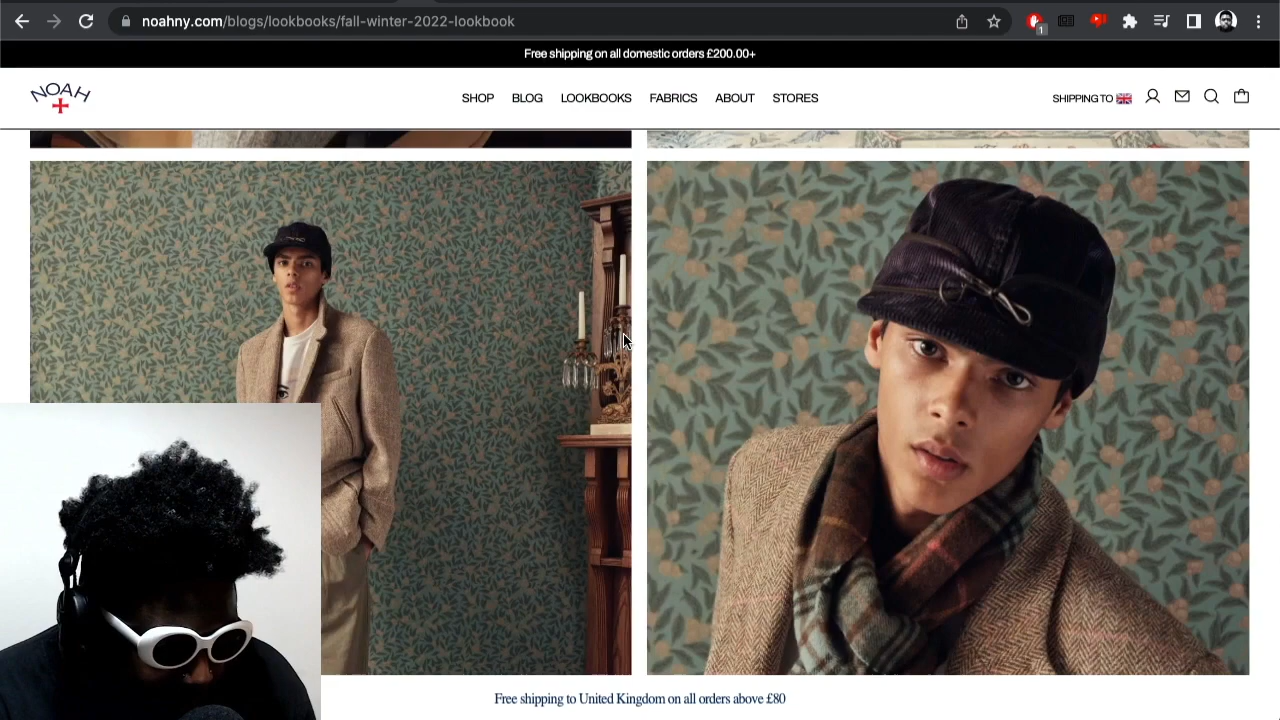 noahny.com/blogs/lookbooks/fall-winter-2022-lookbook
1
Free shipping on all domestic orders £200.00+
NOAH
SHOP BLOG LOOKBOOKS FABRICS ABOUT STORES
SHIPPING TO
Free shipping to United Kingdom on all orders above £80